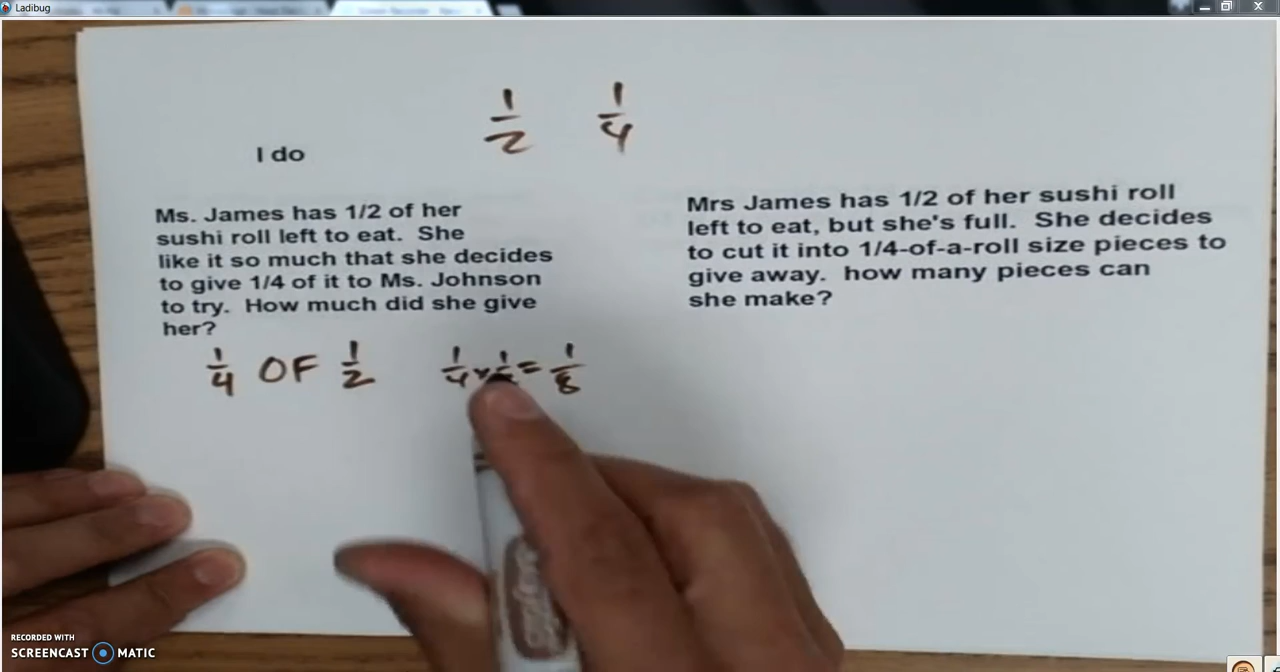 Ladibug
1/2 1/4
I do
Ms. James has 1/2 of her
sushi roll left to eat. She
like it so much that she decides
to give 1/4 of it to Ms. Johnson
to try. How much did she give
her?
1/4 OF 1/2 1/4 × 1/2 = 1/8
Mrs James has 1/2 of her sushi roll
left to eat, but she's full. She decides
to cut it into 1/4-of-a-roll size pieces to
give away. how many pieces can
she make?
RECORDED WITH
SCREENCAST MATIC